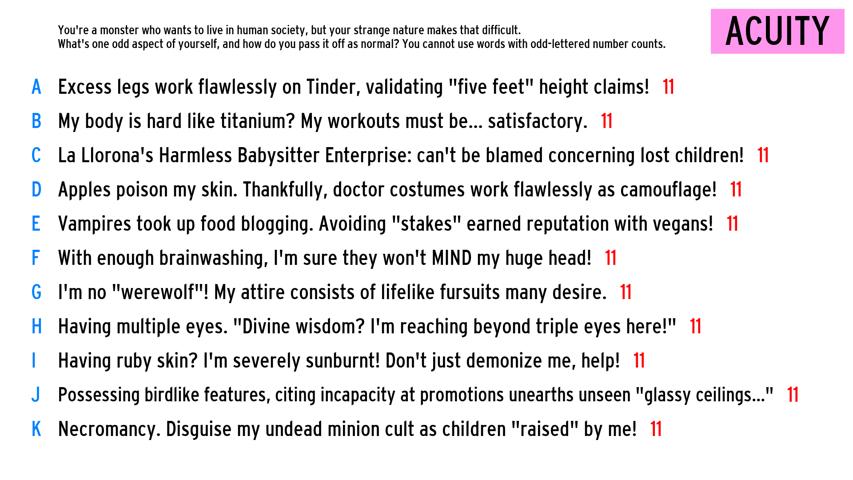 You're a monster who wants to live in human society, but your strange nature makes that difficult.
What's one odd aspect of yourself, and how do you pass it off as normal? You cannot use words with odd-lettered number counts.
ACUITY
A Excess legs work flawlessly on Tinder, validating "five feet" height claims! 11
B My body is hard like titanium? My workouts must be... satisfactory. 11
C La Llorona's Harmless Babysitter Enterprise: can't be blamed concerning lost children! 11
D Apples poison my skin. Thankfully, doctor costumes work flawlessly as camouflage! 11
E Vampires took up food blogging. Avoiding "stakes" earned reputation with vegans! 11
F With enough brainwashing, I'm sure they won't MIND my huge head! 11
G I'm no "werewolf"! My attire consists of lifelike fursuits many desire. 11
H Having multiple eyes. "Divine wisdom? I'm reaching beyond triple eyes here!" 11
I Having ruby skin? I'm severely sunburnt! Don't just demonize me, help! 11
J Possessing birdlike features, citing incapacity at promotions unearths unseen "glassy ceilings..." 11
K Necromancy. Disguise my undead minion cult as children "raised" by me! 11